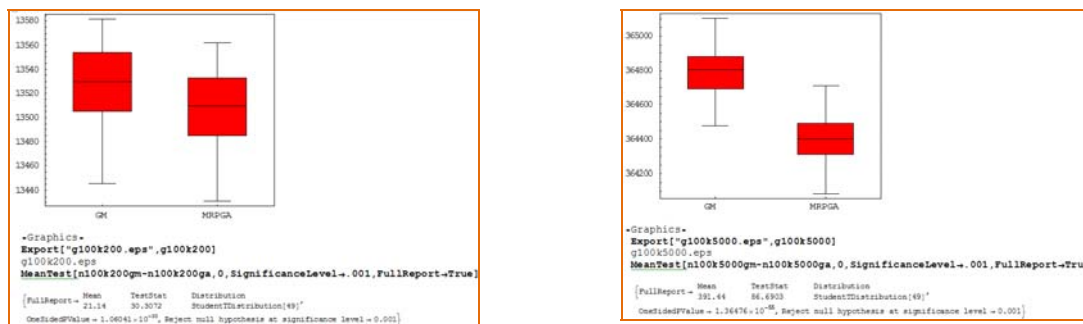 13580
13560
13540
13520
13500
13480
13460
13440
GM MRPGA
-Graphics-
Export["g100k200.eps",g100k200]
g100k200.eps
MeanTest[n100k200gm-n100k200ga,0,SignificanceLevel→.001,FullReport→True]
Mean TestStat Distribution
{FullReport→ 21.14 30.3072 StudentTDistribution[49],
OneSidedPValue → 1.06041×10 , Reject null hypothesis at significance level → 0.001}
365000
364800
364600
364400
364200
GM MRPGA
-Graphics-
Export["g100k5000.eps",g100k5000]
g100k5000.eps
MeanTest[n100k5000gm-n100k5000ga,0,SignificanceLevel→.001,FullReport→Tru
Mean TestStat Distribution
{FullReport→ 391.44 86.6903 StudentTDistribution[49],
OneSidedPValue → 1.36476×10 , Reject null hypothesis at significance level → 0.001}